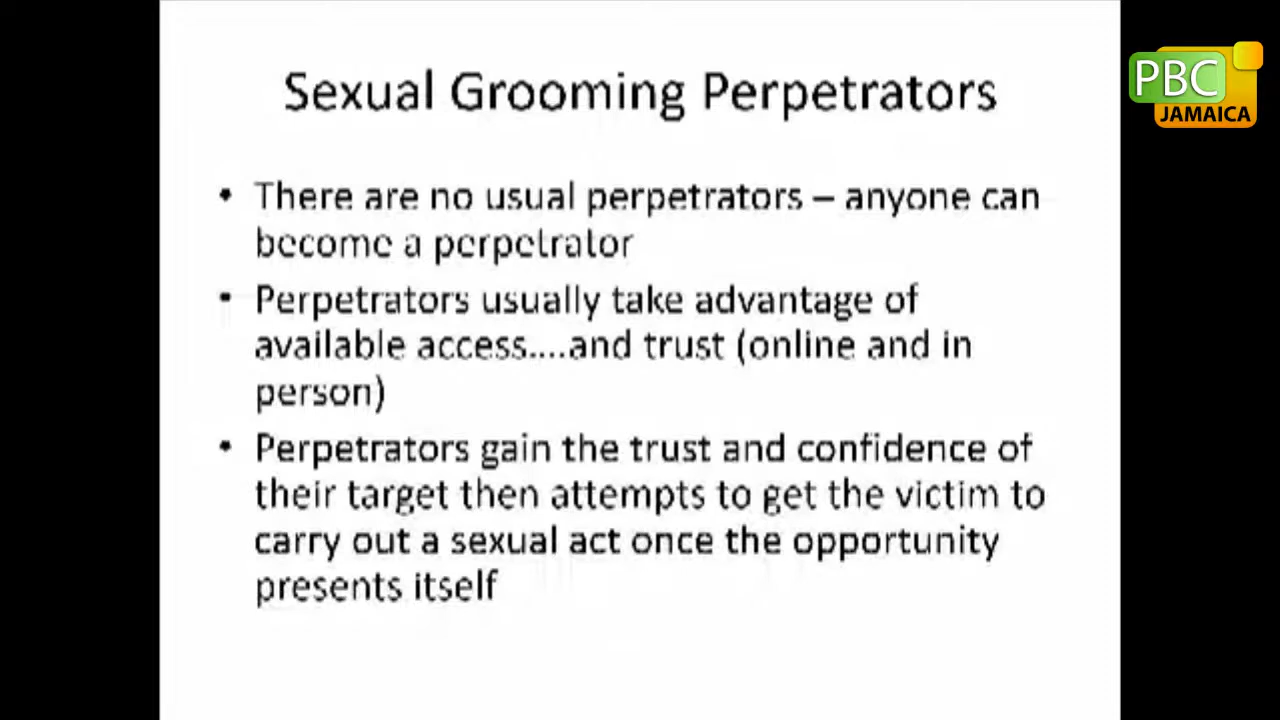 Sexual Grooming Perpetrators
PBC
JAMAICA
• There are no usual perpetrators – anyone can
become a perpetrator
• Perpetrators usually take advantage of
available access....and trust (online and in
person)
• Perpetrators gain the trust and confidence of
their target then attempts to get the victim to
carry out a sexual act once the opportunity
presents itself